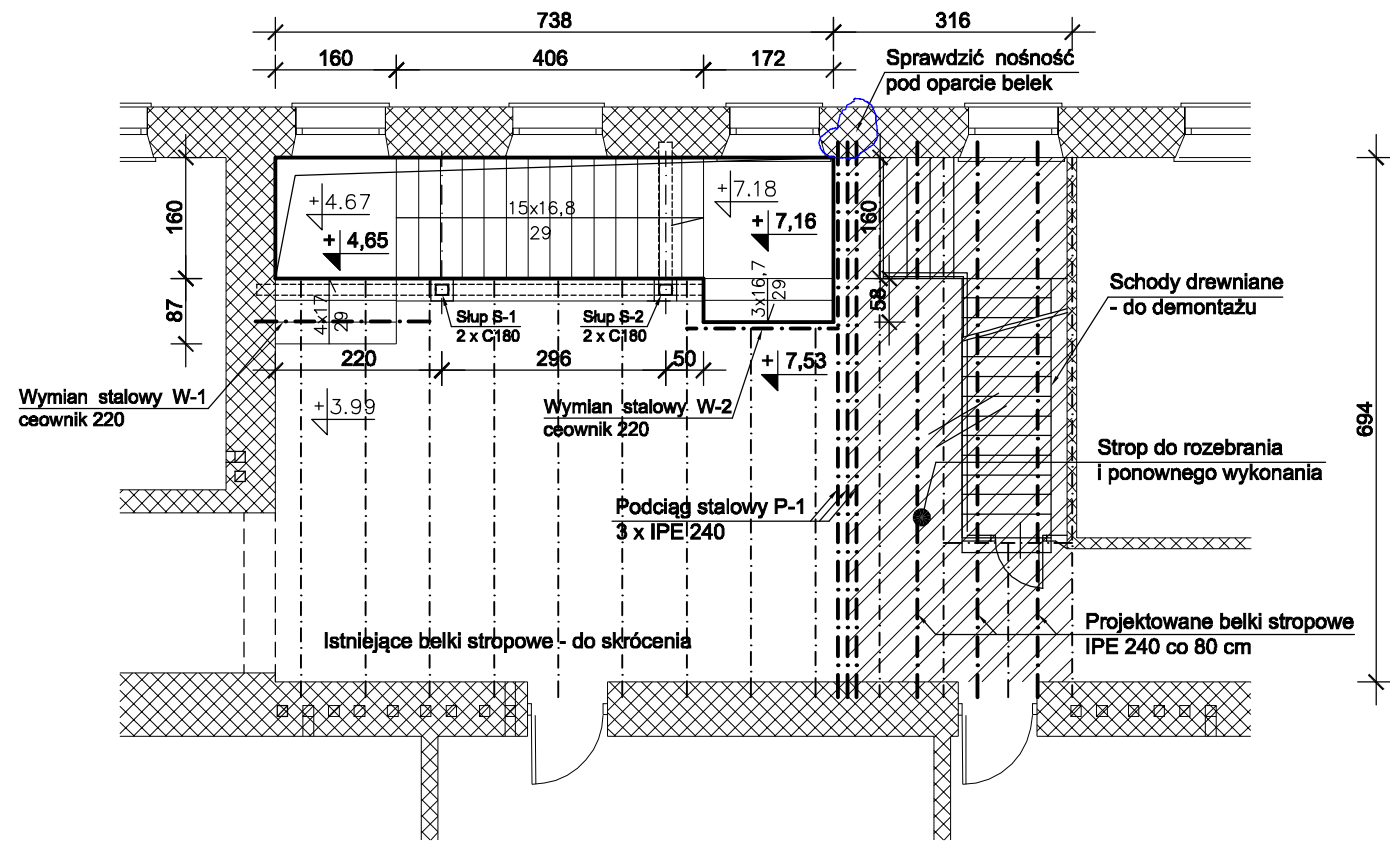 738
316
160
406
172
Sprawdzić nośność
pod oparcie belek
+4.67
+ 4,65
15x16,8
29
+7.18
+ 7,16
160
160
694
87
4x17
29
3x16,7
29
58
Schody drewniane
- do demontażu
Słup S-1
2 x C180
Słup S-2
2 x C180
220
296
50
+ 7,53
Wymian stalowy W-1
ceownik 220
+3.99
Wymian stalowy W-2
ceownik 220
Strop do rozebrania
i ponownego wykonania
Podciąg stalowy P-1
3 x IPE 240
Istniejące belki stropowe - do skrócenia
Projektowane belki stropowe
IPE 240 co 80 cm